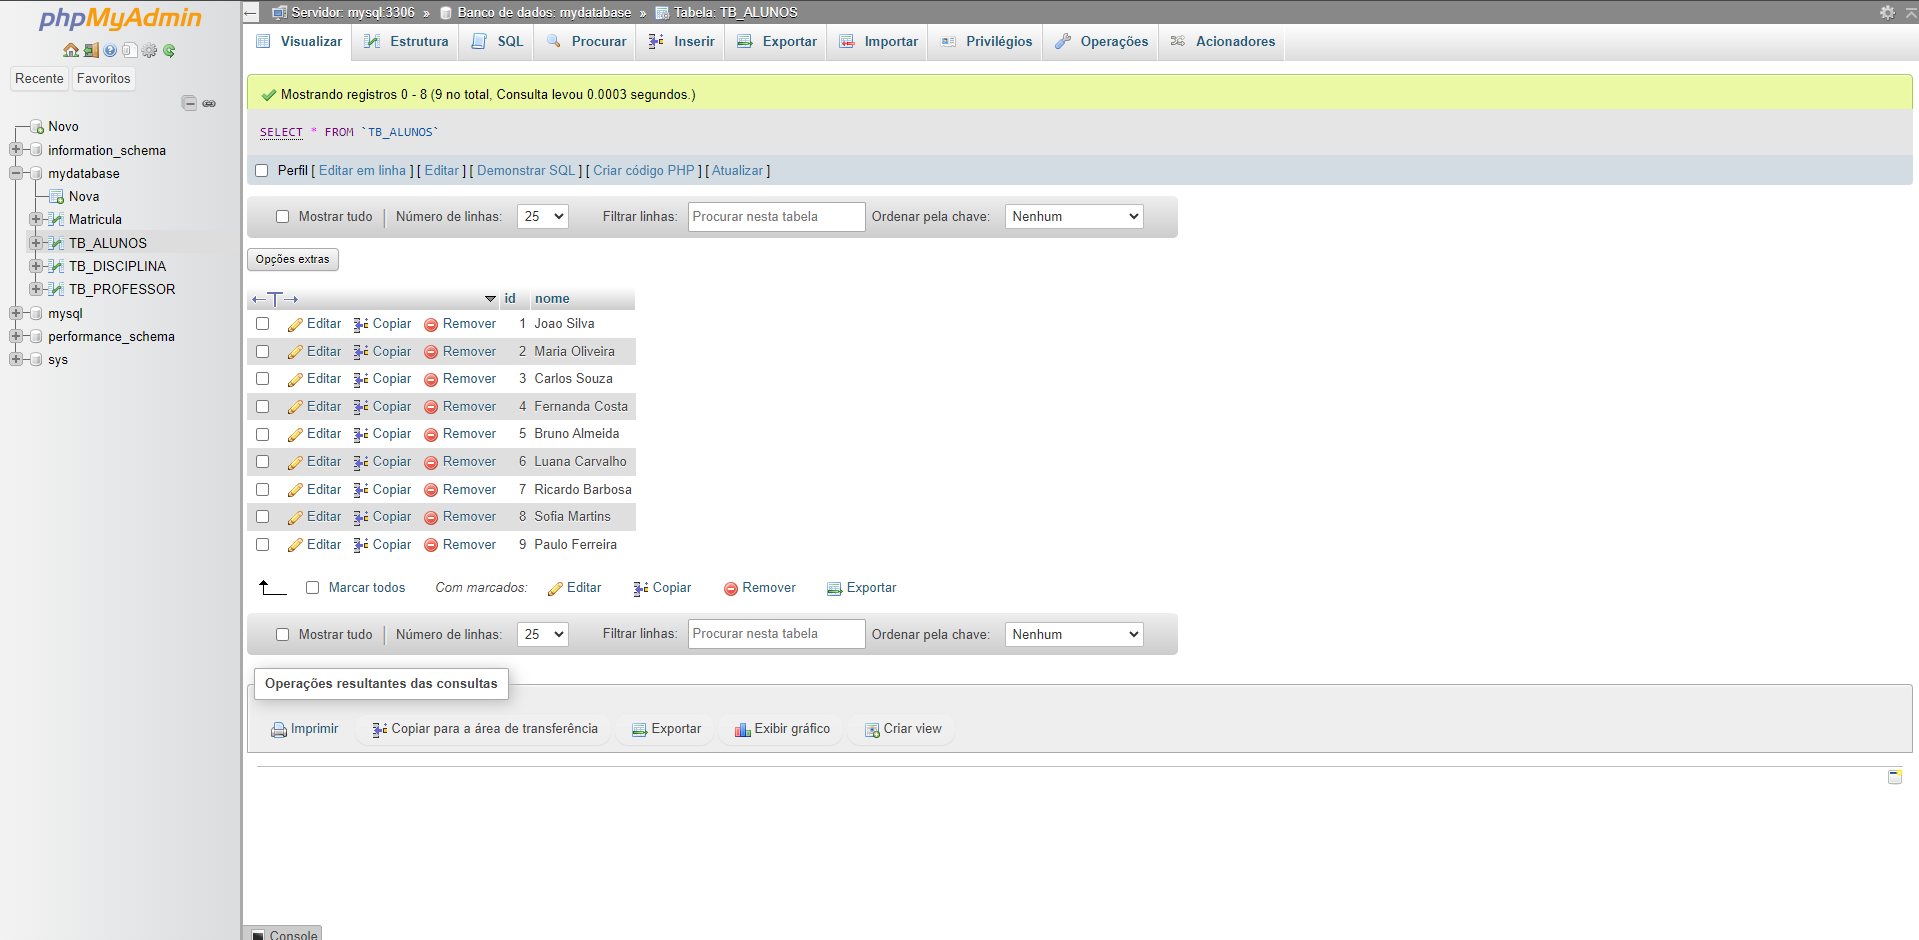 phpMyAdmin
Recente Favoritos
Novo
information_schema
mydatabase
Nova
Matricula
TB_ALUNOS
TB_DISCIPLINA
TB_PROFESSOR
mysql
performance_schema
sys
Servidor: mysql:3306 » Banco de dados: mydatabase » Tabela: TB_ALUNOS
Visualizar Estrutura SQL Procurar Inserir Exportar Importar Privilégios Operações Acionadores
Mostrando registros 0 - 8 (9 no total, Consulta levou 0.0003 segundos.)
SELECT * FROM `TB_ALUNOS`
Perfil [ Editar em linha ] [ Editar ] [ Demonstrar SQL ] [ Criar código PHP ] [ Atualizar ]
Mostrar tudo | Número de linhas: 25 Filtrar linhas: Procurar nesta tabela Ordenar pela chave: Nenhum
Opções extras
←T→ id nome
Editar Copiar Remover 1 Joao Silva
Editar Copiar Remover 2 Maria Oliveira
Editar Copiar Remover 3 Carlos Souza
Editar Copiar Remover 4 Fernanda Costa
Editar Copiar Remover 5 Bruno Almeida
Editar Copiar Remover 6 Luana Carvalho
Editar Copiar Remover 7 Ricardo Barbosa
Editar Copiar Remover 8 Sofia Martins
Editar Copiar Remover 9 Paulo Ferreira
Marcar todos Com marcados: Editar Copiar Remover Exportar
Mostrar tudo | Número de linhas: 25 Filtrar linhas: Procurar nesta tabela Ordenar pela chave: Nenhum
Operações resultantes das consultas
Imprimir Copiar para a área de transferência Exportar Exibir gráfico Criar view
Console